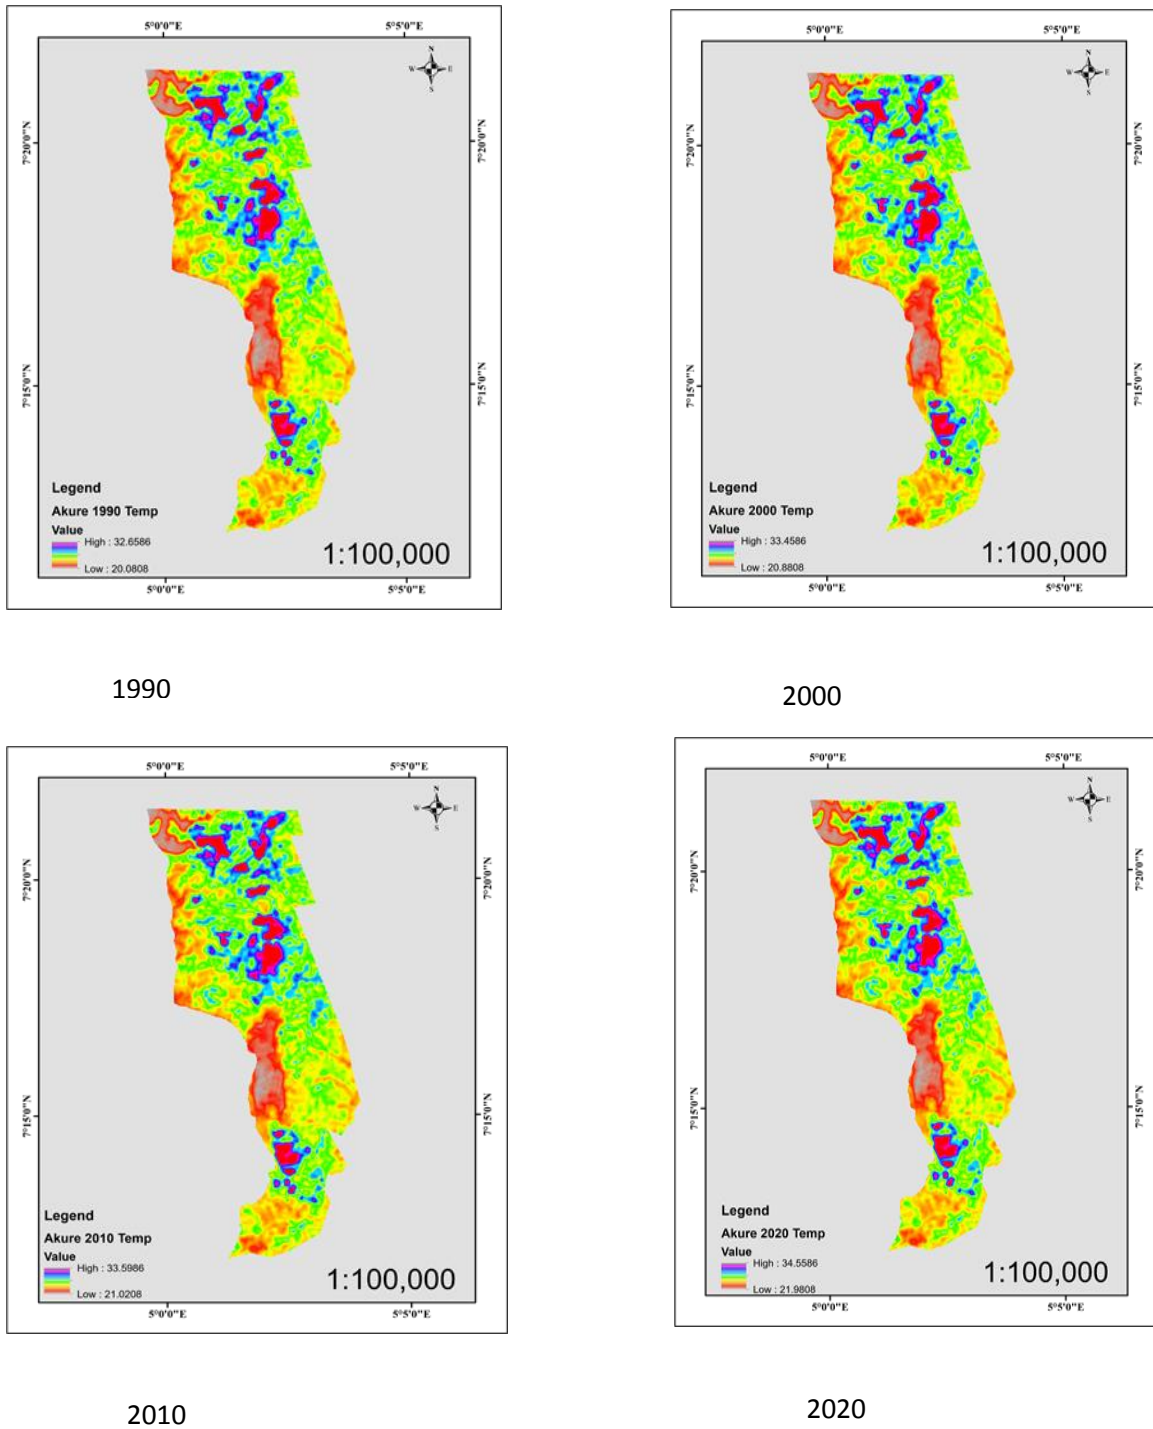 5°0'0"E 5°5'0"E
N
W E
S
7°20'0"N 7°20'0"N
7°15'0"N 7°15'0"N
Legend
Akure 1990 Temp
Value
High : 32.6586
Low : 20.0808
1:100,000
5°0'0"E 5°5'0"E
1990
5°0'0"E 5°5'0"E
N
W E
S
7°20'0"N 7°20'0"N
7°15'0"N 7°15'0"N
Legend
Akure 2000 Temp
Value
High : 33.4586
Low : 20.8808
1:100,000
5°0'0"E 5°5'0"E
2000
5°0'0"E 5°5'0"E
N
W E
S
7°20'0"N 7°20'0"N
7°15'0"N 7°15'0"N
Legend
Akure 2010 Temp
Value
High : 33.5986
Low : 21.0208
1:100,000
5°0'0"E 5°5'0"E
2010
5°0'0"E 5°5'0"E
N
W E
S
7°20'0"N 7°20'0"N
7°15'0"N 7°15'0"N
Legend
Akure 2020 Temp
Value
High : 34.5586
Low : 21.9808
1:100,000
5°0'0"E 5°5'0"E
2020